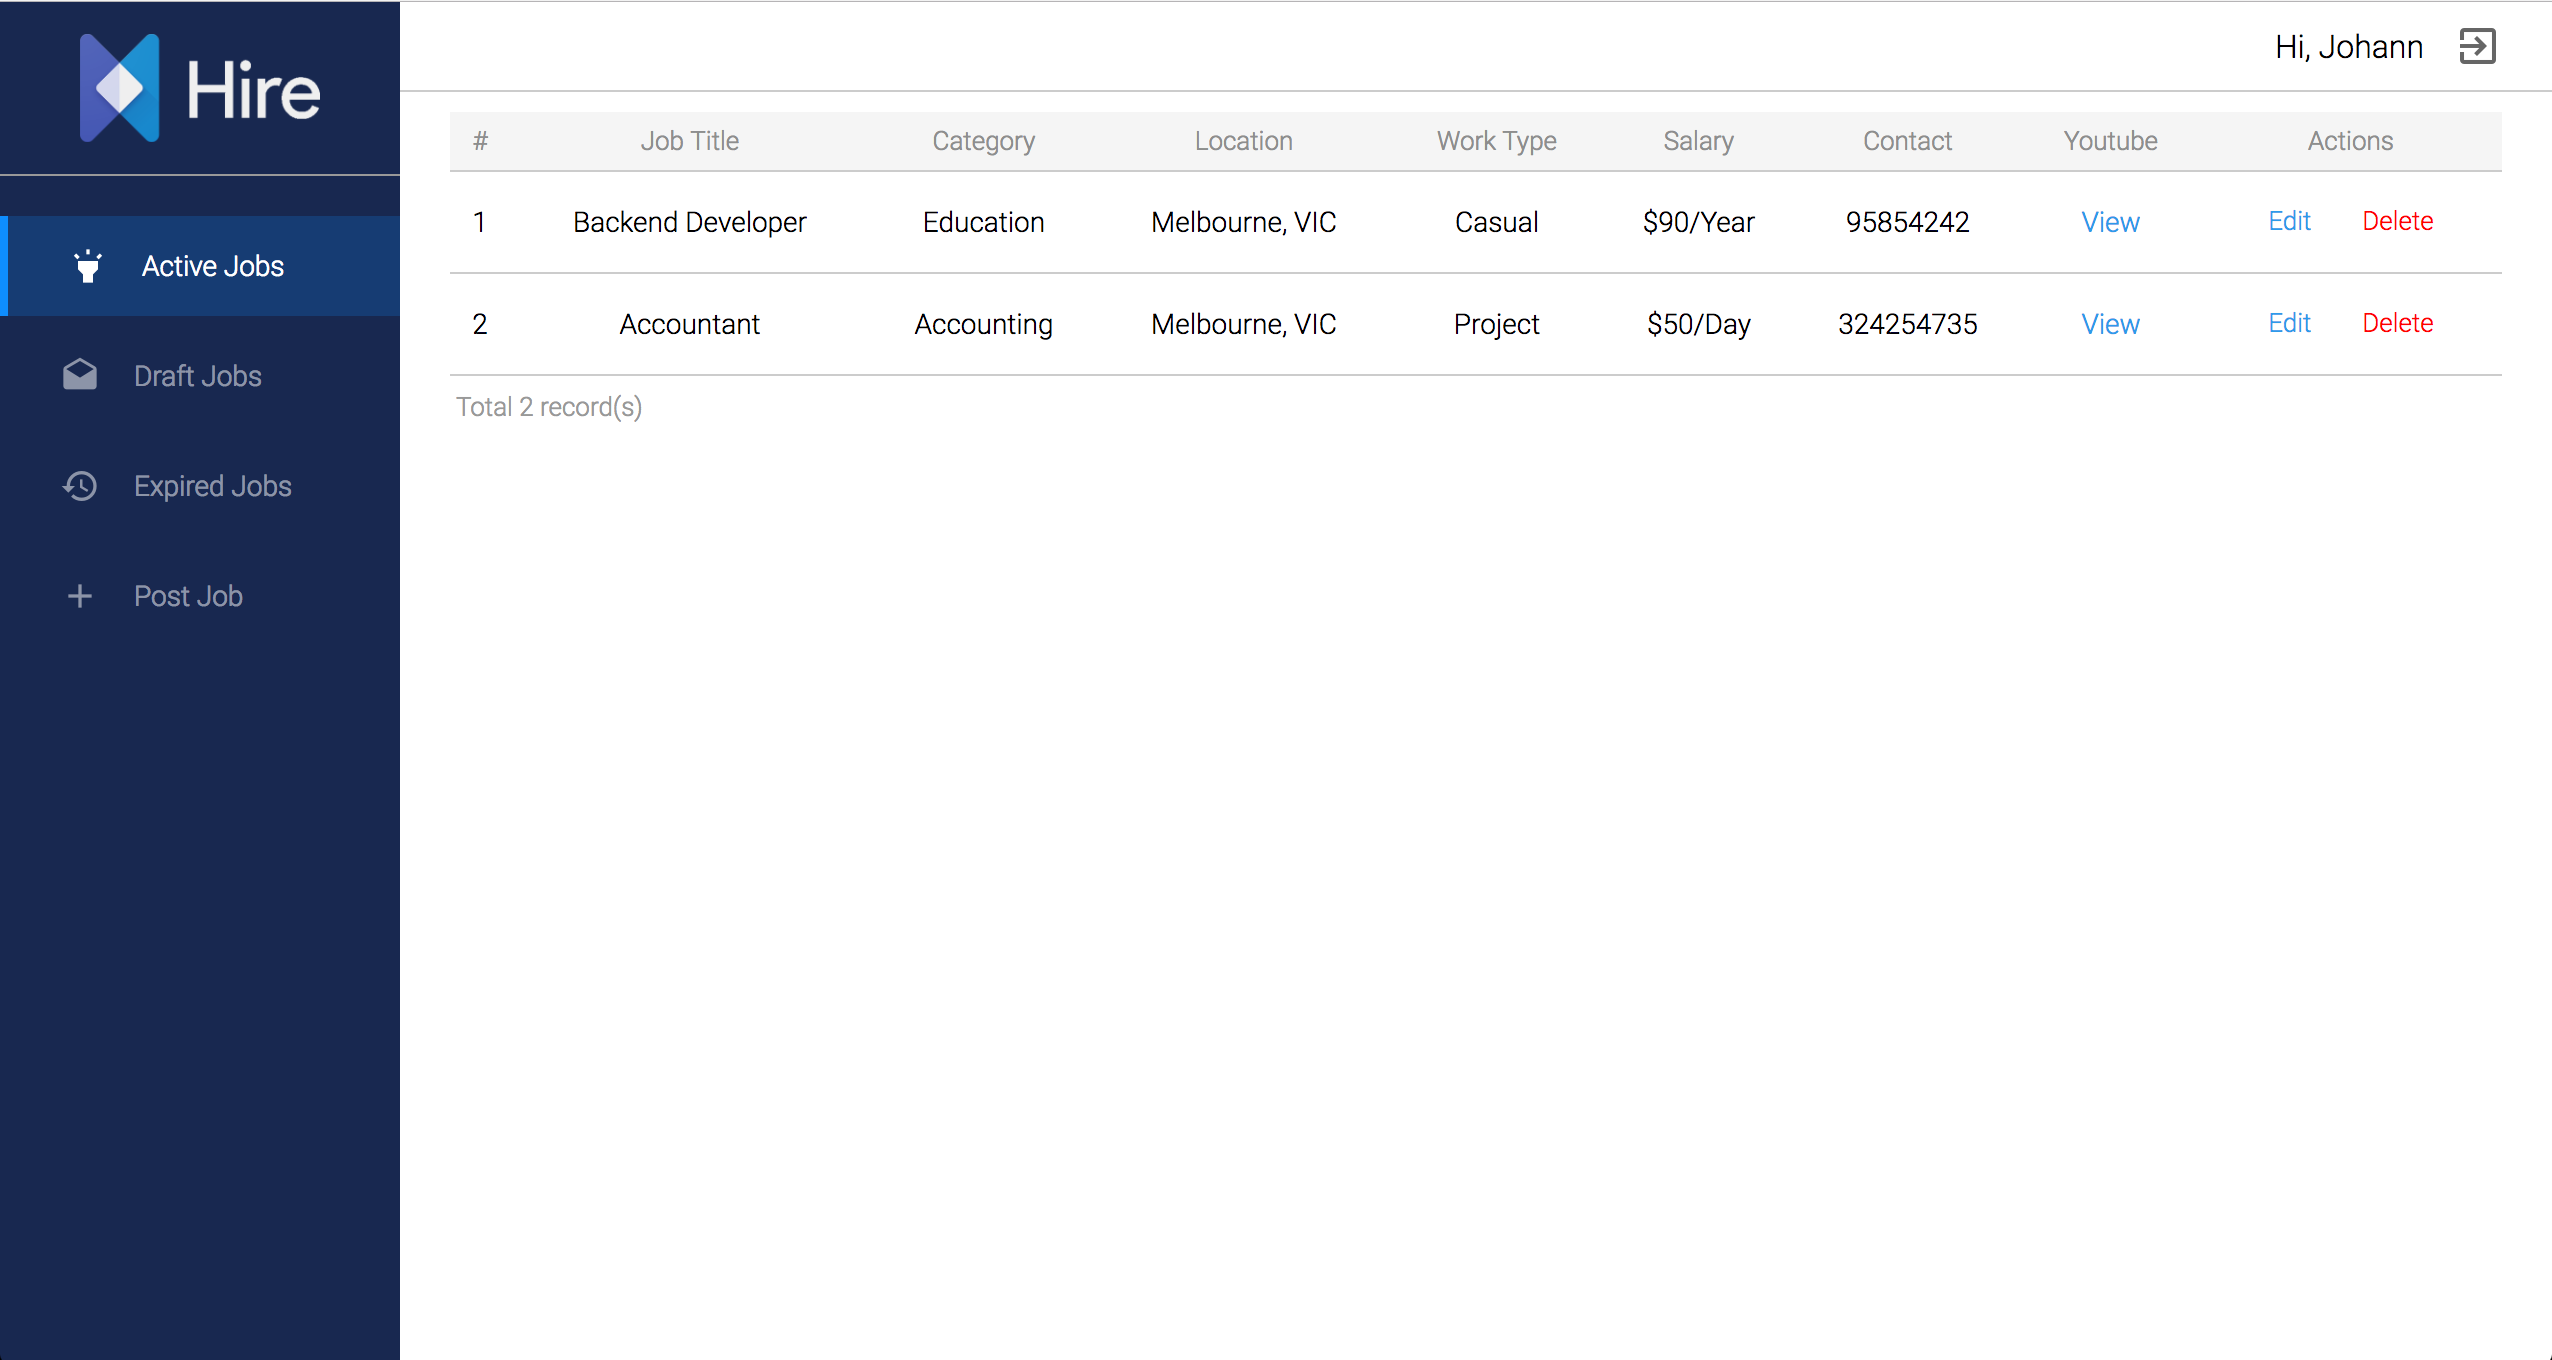 Hire
Hi, Johann
Active Jobs
Draft Jobs
Expired Jobs
Post Job
# Job Title Category Location Work Type Salary Contact Youtube Actions
1 Backend Developer Education Melbourne, VIC Casual $90/Year 95854242 View Edit Delete
2 Accountant Accounting Melbourne, VIC Project $50/Day 324254735 View Edit Delete
Total 2 record(s)